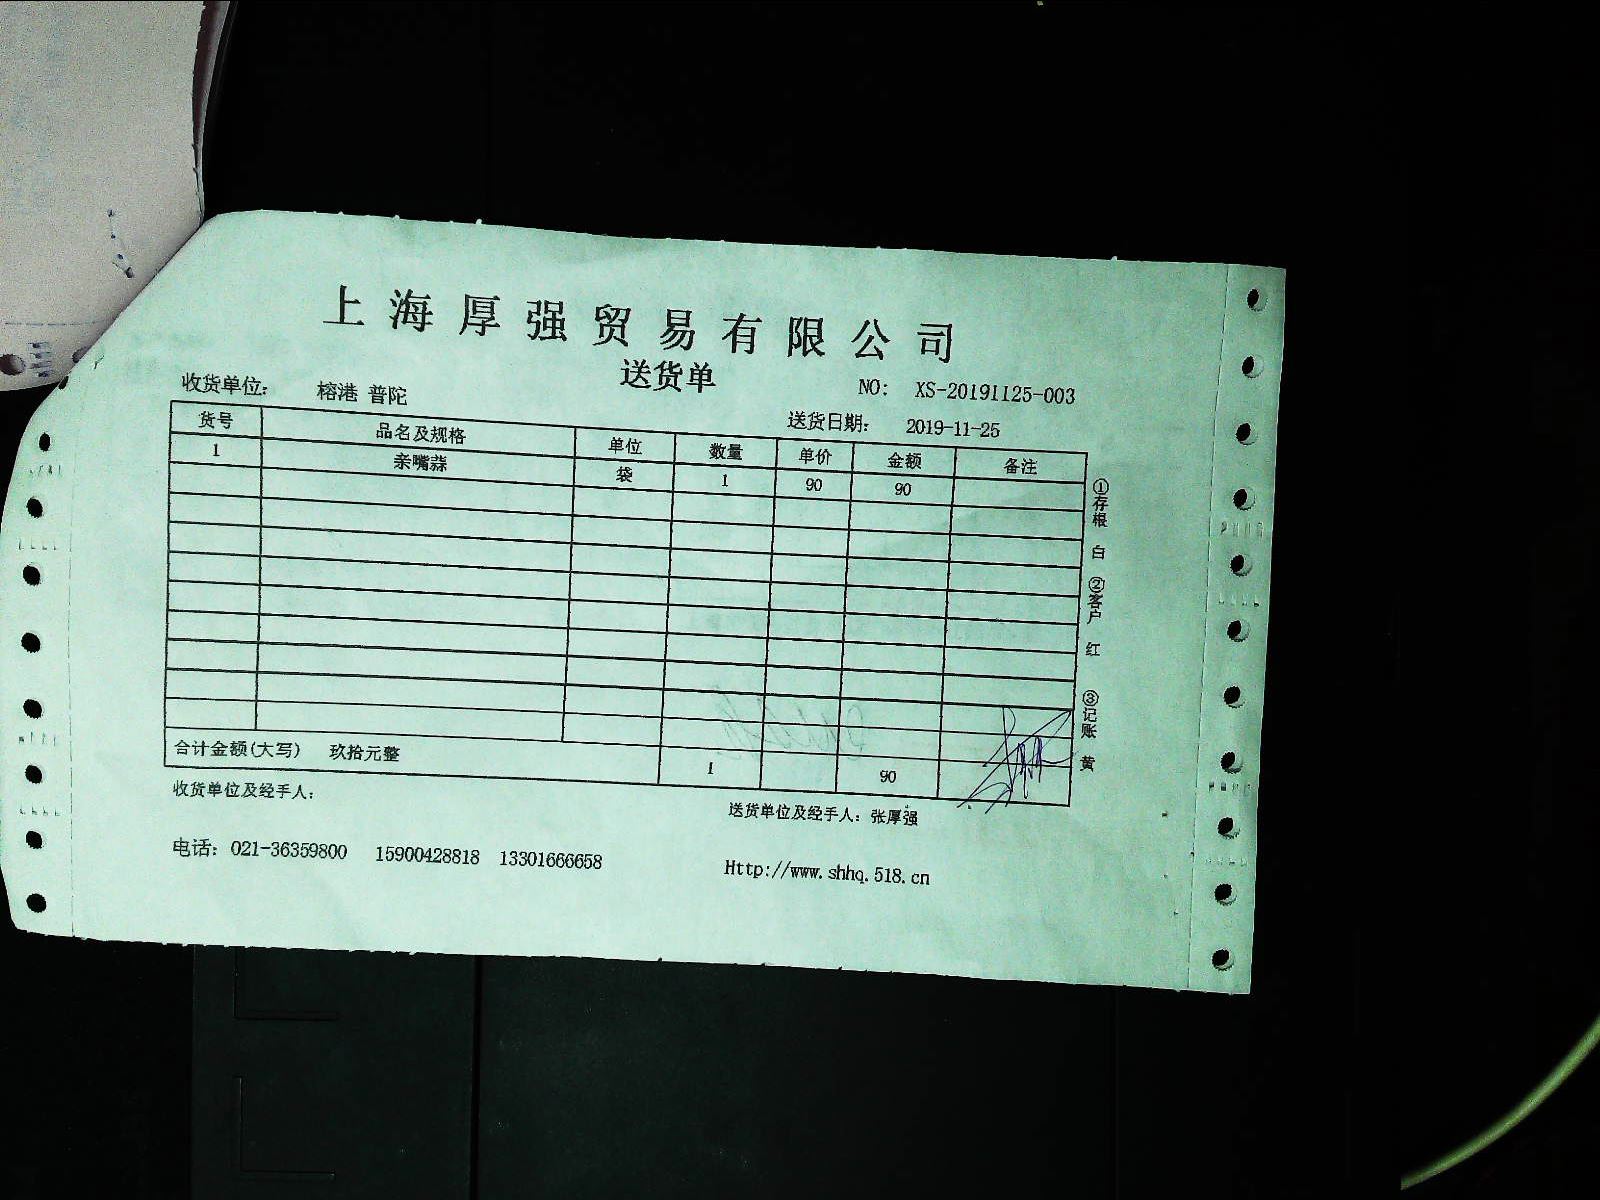 上海厚强贸易有限公司
送货单
收货单位： 榕港 普陀 NO： XS-20191125-003
送货日期： 2019-11-25
货号 品名及规格 单位 数量 单价 金额 备注
1 亲嘴蒜 袋 1 90 90
合计金额(大写) 玖拾元整 1 90
收货单位及经手人： 送货单位及经手人：张厚强
电话：021-36359800 15900428818 13301666658 Http://www.shhq.518.cn
①存根 白 ②客户 红 ③记账 黄